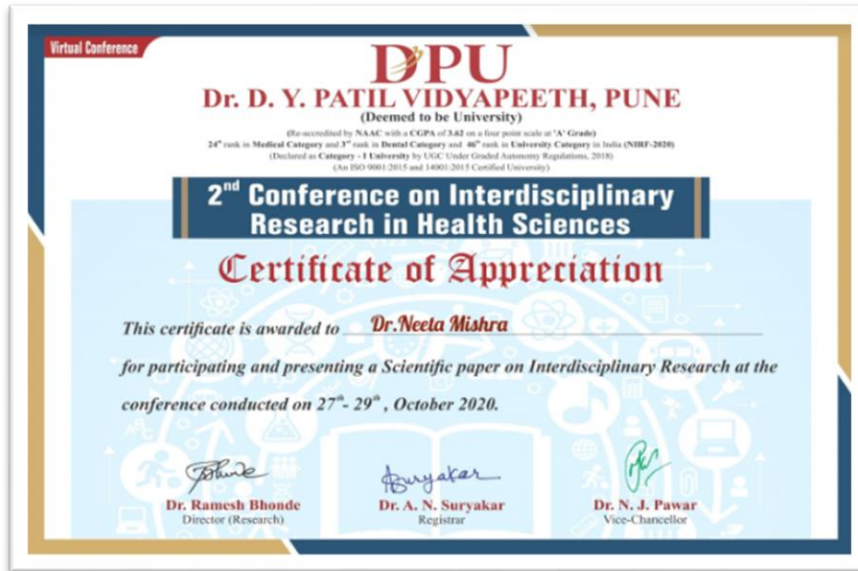 Virtual Conference
DPU
Dr. D. Y. PATIL VIDYAPEETH, PUNE
(Deemed to be University)
(Re-accredited by NAAC with a CGPA of 3.62 on a four point scale at 'A' Grade)
24th rank in Medical Category and 3rd rank in Dental Category and 46th rank in University Category in India (NIRF-2020)
(Declared as Category - I University by UGC Under Graded Autonomy Regulations, 2018)
(An ISO 9001:2015 and 14001:2015 Certified University)
2nd Conference on Interdisciplinary
Research in Health Sciences
Certificate of Appreciation
This certificate is awarded to Dr.Neeta Mishra
for participating and presenting a Scientific paper on Interdisciplinary Research at the
conference conducted on 27th- 29th , October 2020.
Suryakar
Dr. Ramesh Bhonde Dr. A. N. Suryakar Dr. N. J. Pawar
Director (Research) Registrar Vice-Chancellor